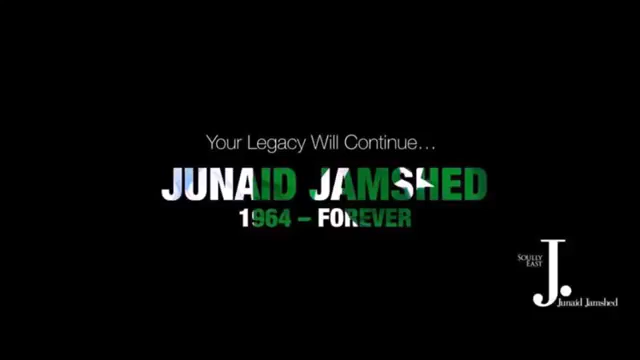 Your Legacy Will Continue...
JUNAID JAMSHED
1964 – FOREVER
SOULLY
EAST
J.
Junaid Jamshed